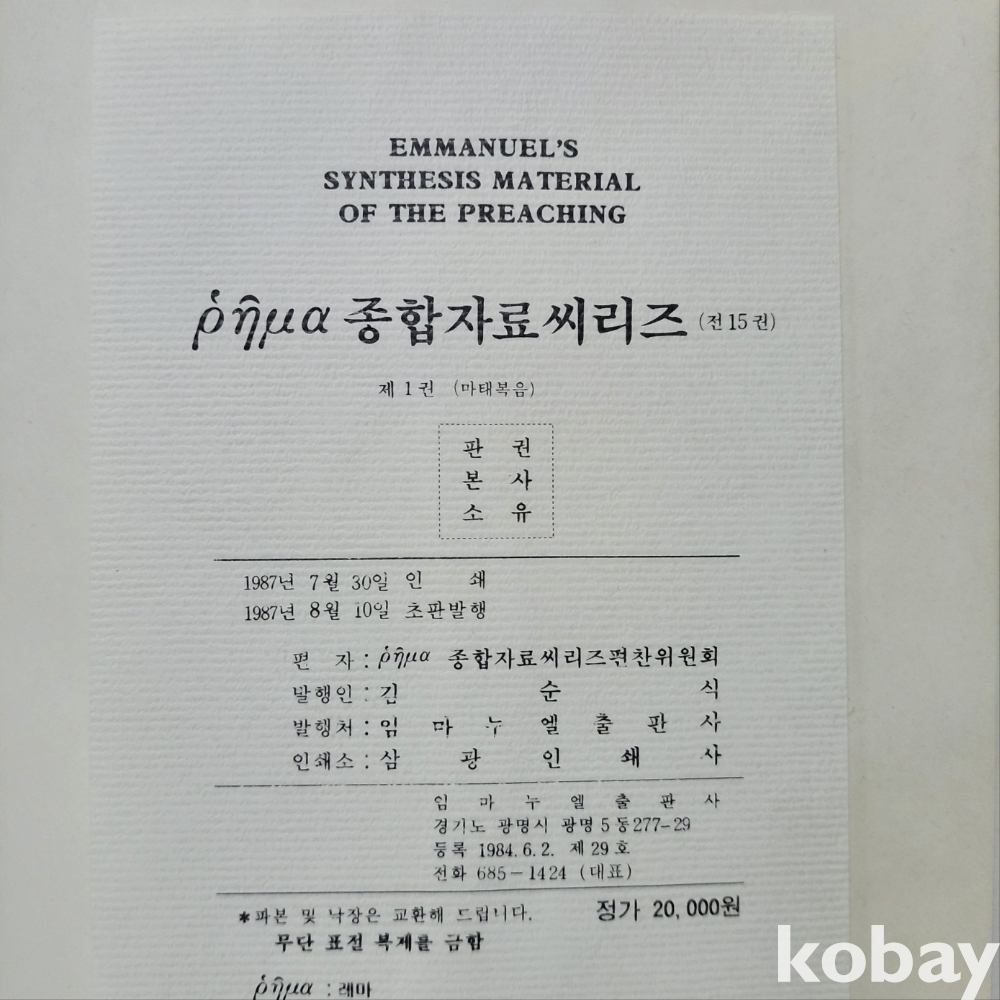 EMMANUEL'S
SYNTHESIS MATERIAL
OF THE PREACHING
ῥῆμα 종합자료씨리즈 (전 15 권)
제 1 권 (마태복음)
판 권
본 사
소 유
1987년 7월 30일 인 쇄
1987년 8월 10일 초판발행
편 자 : ῥῆμα 종합자료씨리즈편찬위원회
발행인 : 김 순 식
발행처 : 임 마 누 엘 출 판 사
인쇄소 : 삼 광 인 쇄 사
임 마 누 엘 출 판 사
경기도 광명시 광명 5 동 277-29
등록 1984. 6. 2. 제 29 호
전화 685-1424 (대표)
*파본 및 낙장은 교환해 드립니다. 정가 20,000원
무단 표전 복제를 금함
ῥῆμα : 레마
kobay